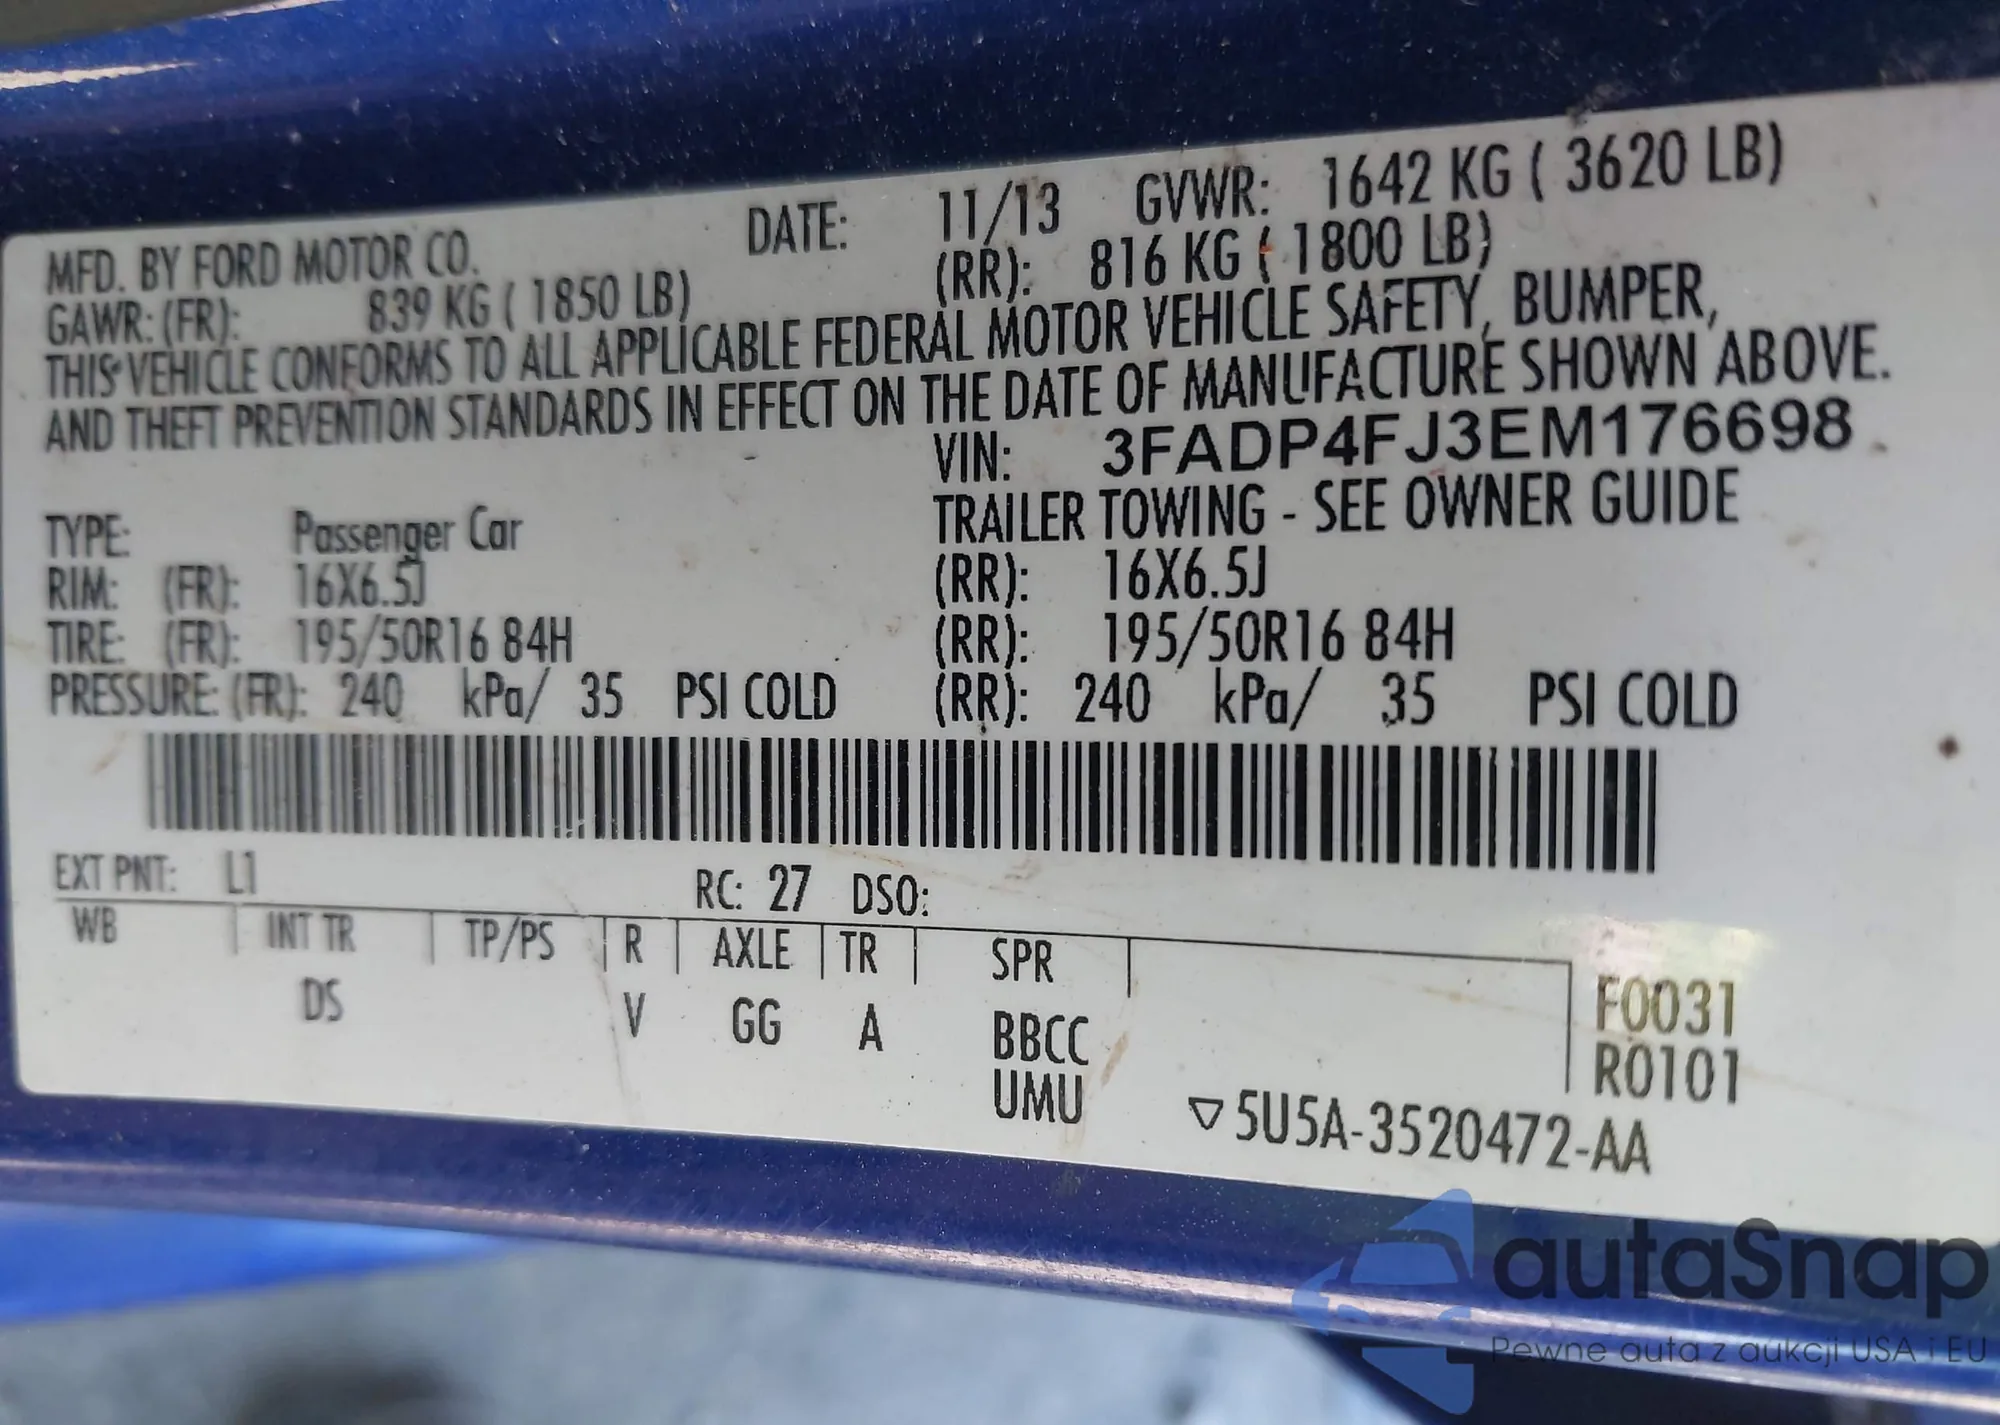 MFD. BY FORD MOTOR CO. DATE: 11/13 GVWR: 1642 KG ( 3620 LB)
GAWR: (FR): 839 KG ( 1850 LB) (RR): 816 KG ( 1800 LB)
THIS VEHICLE CONFORMS TO ALL APPLICABLE FEDERAL MOTOR VEHICLE SAFETY, BUMPER,
AND THEFT PREVENTION STANDARDS IN EFFECT ON THE DATE OF MANUFACTURE SHOWN ABOVE.
VIN: 3FADP4FJ3EM176698
TYPE: Passenger Car TRAILER TOWING - SEE OWNER GUIDE
RIM: (FR): 16X6.5J (RR): 16X6.5J
TIRE: (FR): 195/50R16 84H (RR): 195/50R16 84H
PRESSURE: (FR): 240 kPa/ 35 PSI COLD (RR): 240 kPa/ 35 PSI COLD
EXT PNT: L1 RC: 27 DSO:
WB INT TR TP/PS R AXLE TR SPR
DS V GG A BBCC
UMU
F0031
R0101
▽5U5A-3520472-AA
autaSnap
Pewne auta z aukcji USA i EU